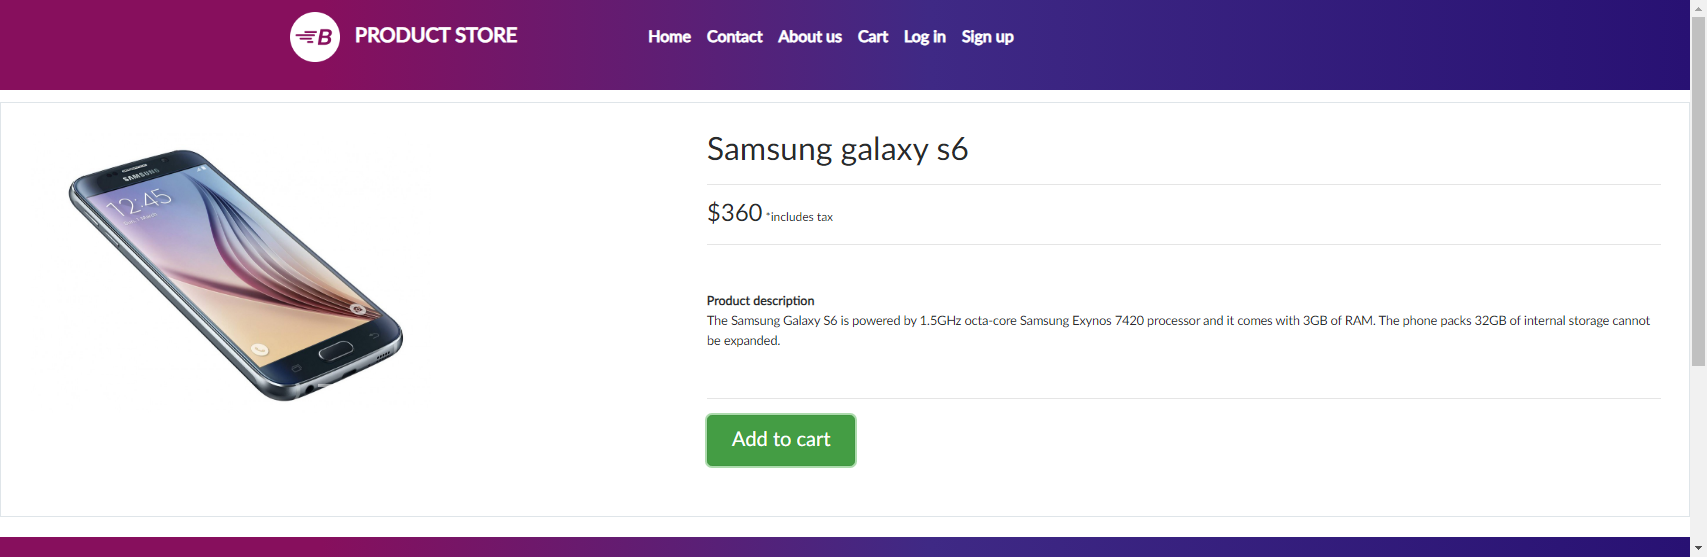 B PRODUCT STORE Home Contact About us Cart Log in Sign up
Samsung galaxy s6
SAMSUNG
12:45
$360 *includes tax
Product description
The Samsung Galaxy S6 is powered by 1.5GHz octa-core Samsung Exynos 7420 processor and it comes with 3GB of RAM. The phone packs 32GB of internal storage cannot
be expanded.
Add to cart